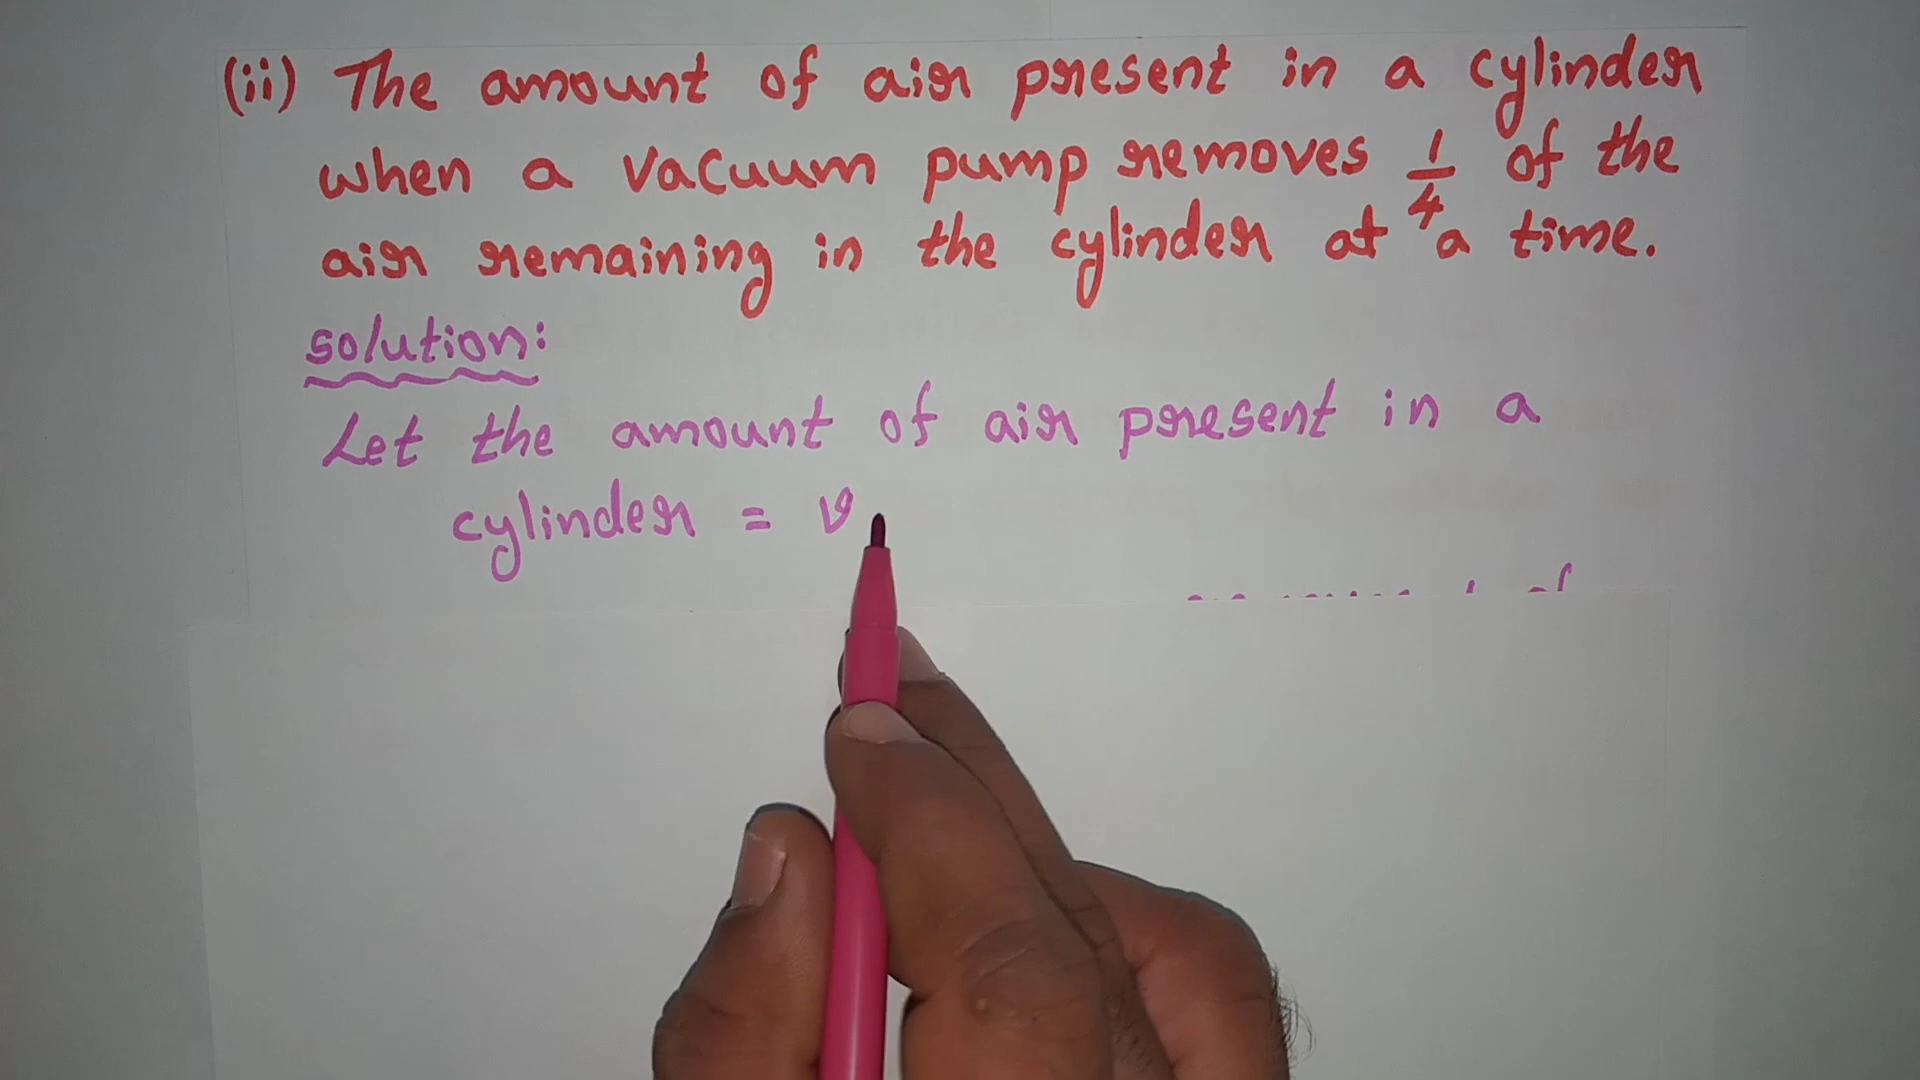 (ii) The amount of air present in a cylinder
when a vacuum pump removes 1/4 of the
air remaining in the cylinder at a time.
solution:
Let the amount of air present in a
cylinder = v